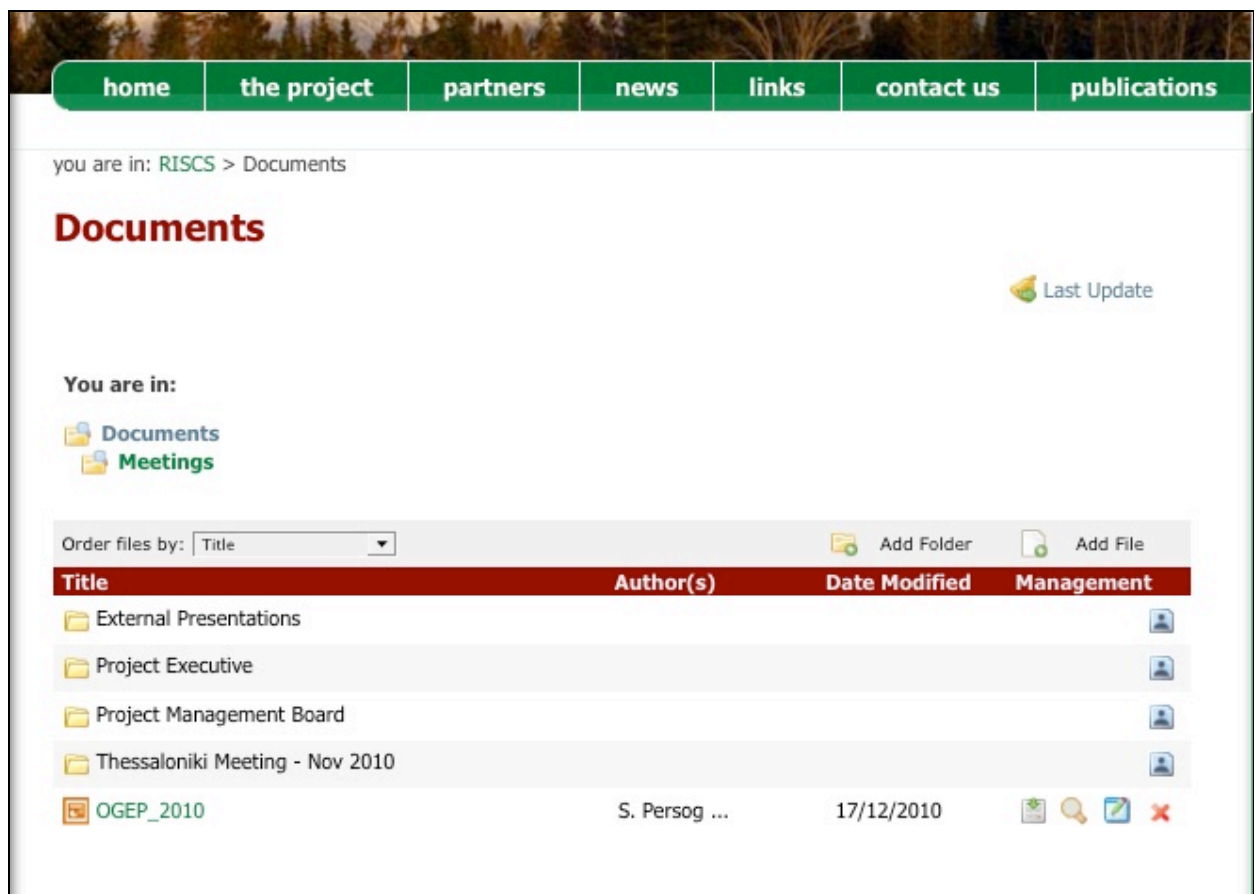 home the project partners news links contact us publications
you are in: RISCS > Documents
Documents
Last Update
You are in:
Documents
Meetings
Order files by: Title Add Folder Add File
Title Author(s) Date Modified Management
External Presentations
Project Executive
Project Management Board
Thessaloniki Meeting - Nov 2010
OGEP_2010 S. Persog ... 17/12/2010